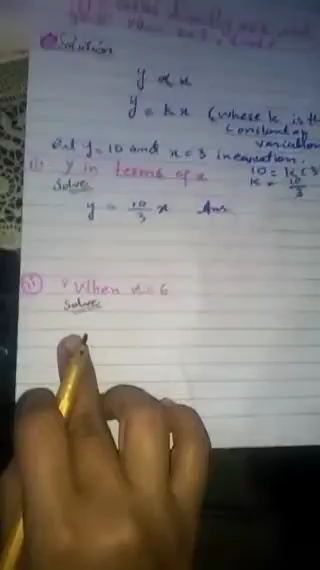 Solution
y ∝ x
y = kx (where k is the
constant of
variation
Put y=10 and x=3 in equation.
10 = k(3
k = 10/3
(i) y in terms of x
Solve
y = 10/3 x Ans
(ii) y When x=6
Solve